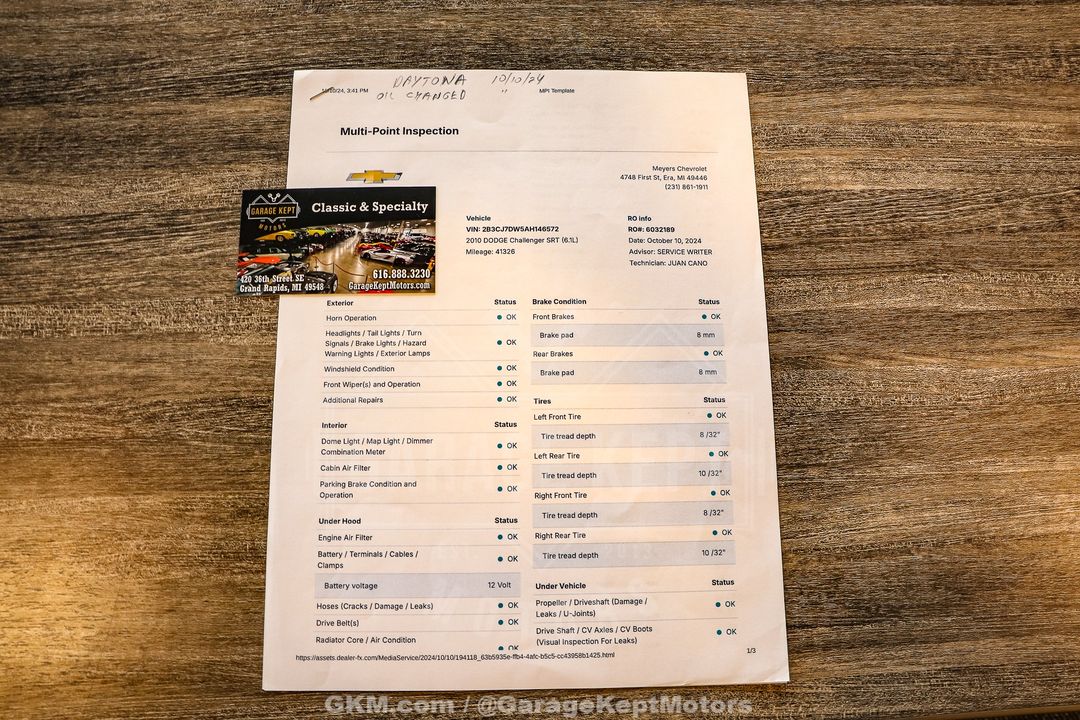 DAYTONA 10/10/24
10/10/24, 3:41 PM MPI Template
OIL CHANGED "
Multi-Point Inspection
Meyers Chevrolet
4748 First St, Era, MI 49446
(231) 861-1911
GARAGE KEPT
MOTORS
Classic & Specialty
616.888.3230
420 36th Street SE
Grand Rapids, MI 49548
GarageKeptMotors.com
Vehicle
VIN: 2B3CJ7DW5AH146572
2010 DODGE Challenger SRT (6.1L)
Mileage: 41326
RO info
RO#: 6032189
Date: October 10, 2024
Advisor: SERVICE WRITER
Technician: JUAN CANO
Exterior Status
Horn Operation OK
Headlights / Tail Lights / Turn
Signals / Brake Lights / Hazard OK
Warning Lights / Exterior Lamps
Windshield Condition OK
Front Wiper(s) and Operation OK
Additional Repairs OK
Interior Status
Dome Light / Map Light / Dimmer OK
Combination Meter
Cabin Air Filter OK
Parking Brake Condition and OK
Operation
Under Hood Status
Engine Air Filter OK
Battery / Terminals / Cables / OK
Clamps
Battery voltage 12 Volt
Hoses (Cracks / Damage / Leaks) OK
Drive Belt(s) OK
Radiator Core / Air Condition OK
Brake Condition Status
Front Brakes OK
Brake pad 8 mm
Rear Brakes OK
Brake pad 8 mm
Tires Status
Left Front Tire OK
Tire tread depth 8 /32"
Left Rear Tire OK
Tire tread depth 10 /32"
Right Front Tire OK
Tire tread depth 8 /32"
Right Rear Tire OK
Tire tread depth 10 /32"
Under Vehicle Status
Propeller / Driveshaft (Damage / OK
Leaks / U-Joints)
Drive Shaft / CV Axles / CV Boots OK
(Visual Inspection For Leaks)
https://assets.dealer-fx.com/MediaService/2024/10/10/194118_63b5935e-ffb4-4afc-b5c5-cc43958b1425.html
1/3
GKM.com / @GarageKeptMotors